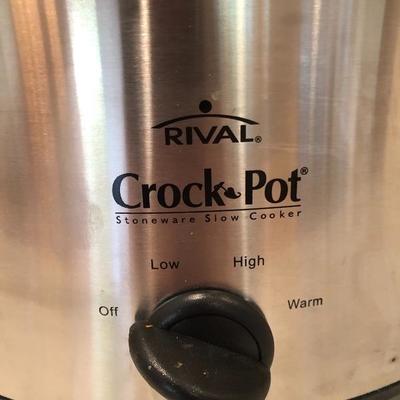 RIVAL®
Crock Pot®
Stoneware Slow Cooker
Low High
Off Warm